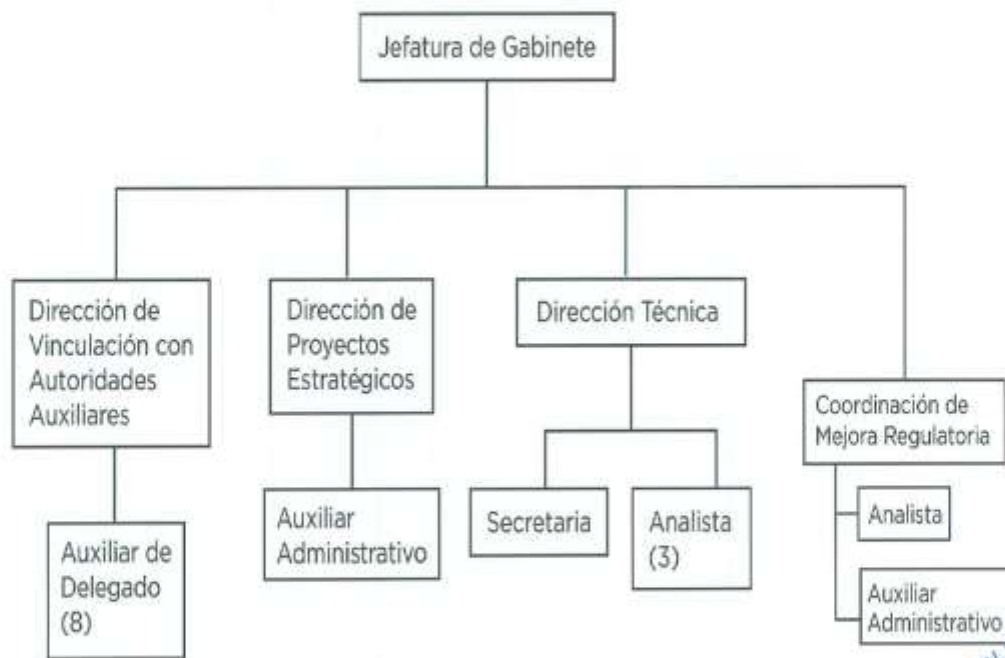 Jefatura de Gabinete
Dirección de
Vinculación con
Autoridades
Auxiliares
Dirección de
Proyectos
Estratégicos
Dirección Técnica
Coordinación de
Mejora Regulatoria
Auxiliar de
Delegado
(8)
Auxiliar
Administrativo
Secretaria
Analista
(3)
Analista
Auxiliar
Administrativo